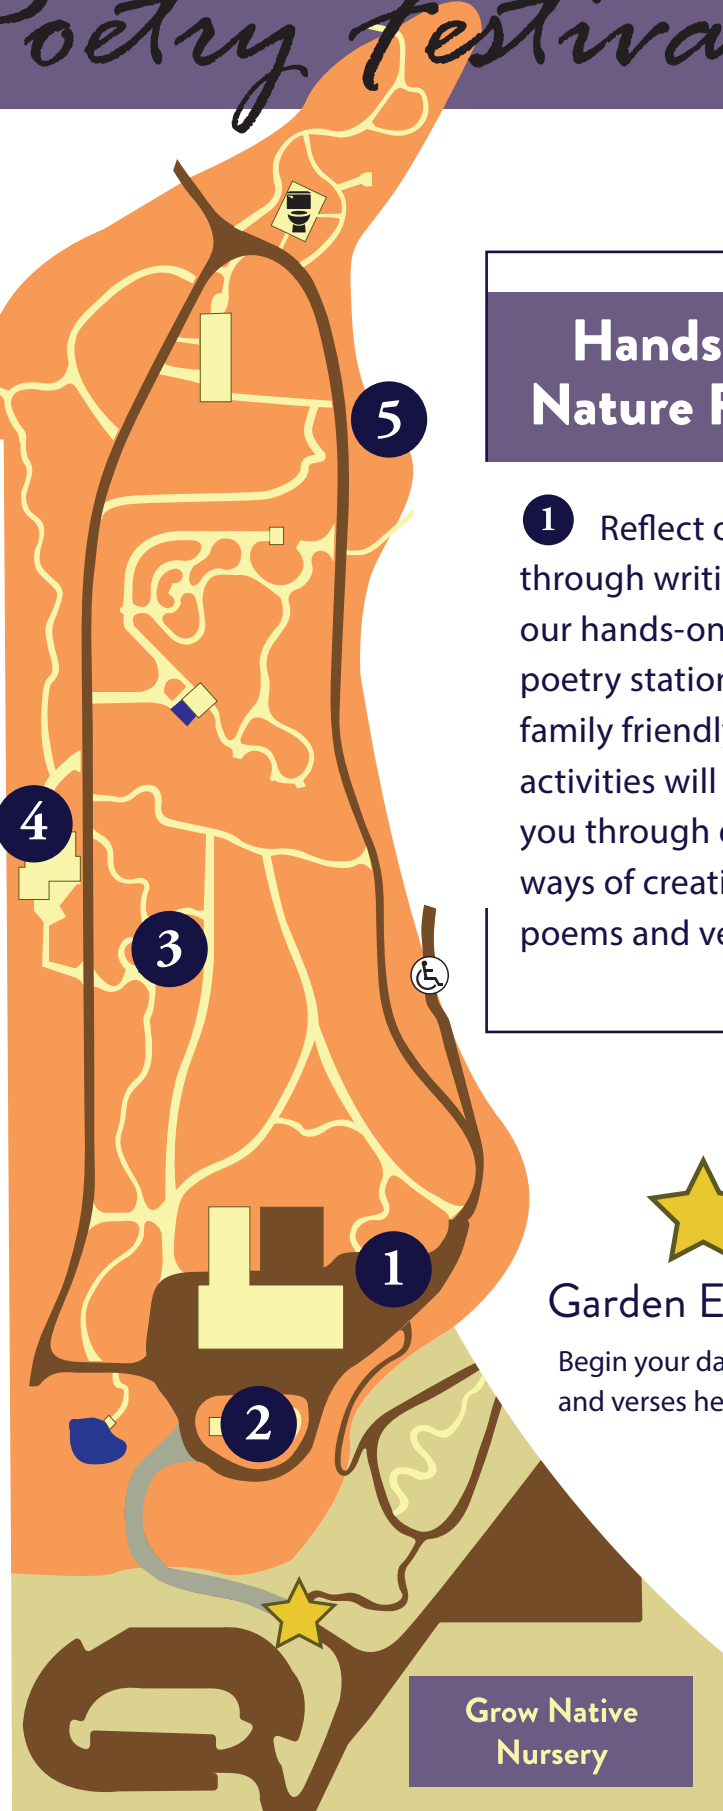 Poetry Festiva
Hands
Nature
1 Reflect
through writi
our hands-on
poetry station
family friendly
activities will
you through
ways of creati
poems and ve
5
4
3
1
2
Garden E
Begin your da
and verses he
Grow Native
Nursery